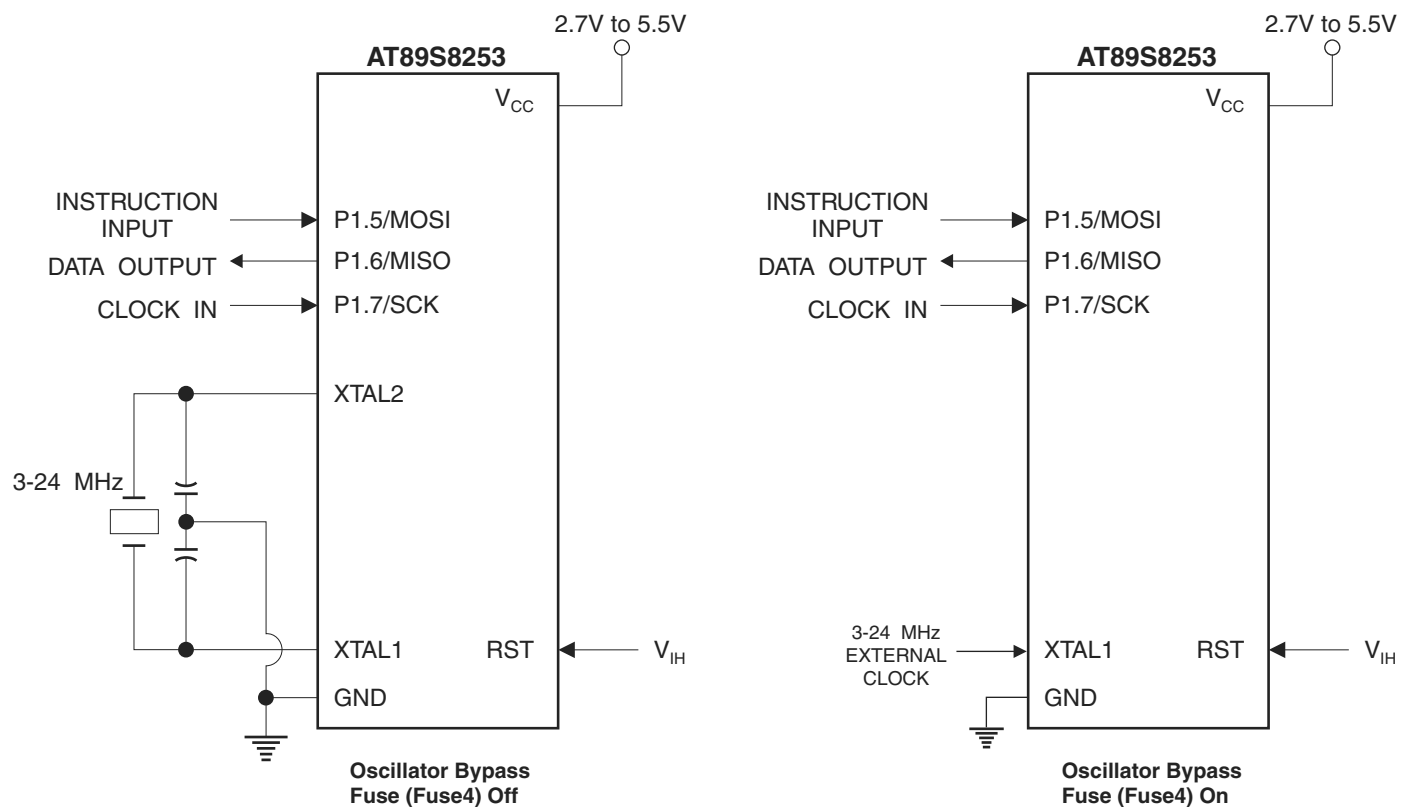 2.7V to 5.5V
AT89S8253
VCC
INSTRUCTION
INPUT
P1.5/MOSI
DATA OUTPUT
P1.6/MISO
CLOCK IN
P1.7/SCK
XTAL2
3-24 MHz
XTAL1
RST
VIH
GND
Oscillator Bypass
Fuse (Fuse4) Off
2.7V to 5.5V
AT89S8253
VCC
INSTRUCTION
INPUT
P1.5/MOSI
DATA OUTPUT
P1.6/MISO
CLOCK IN
P1.7/SCK
3-24 MHz
EXTERNAL
CLOCK
XTAL1
RST
VIH
GND
Oscillator Bypass
Fuse (Fuse4) On